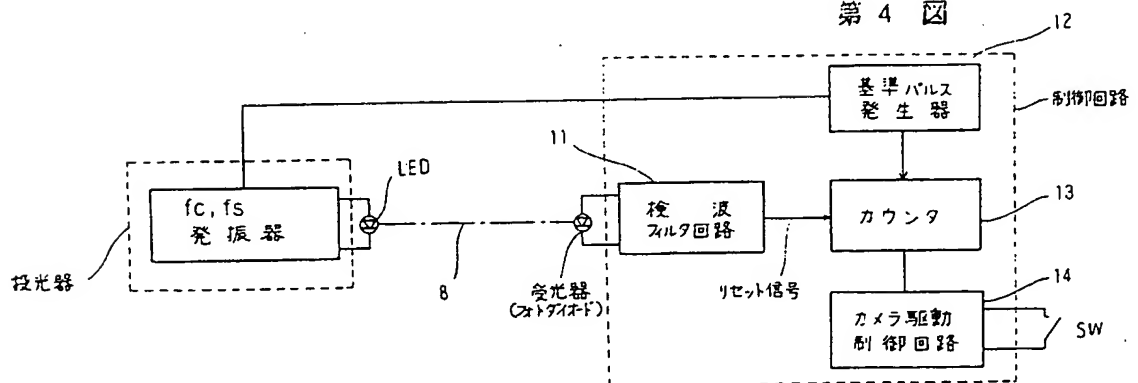 第 4 図
12
基準パルス
発生器
制御回路
11
LED
fc, fs
発振器
検波
フィルタ回路
カウンタ
13
投光器
8
受光器
(フォトダイオード)
リセット信号
14
カメラ駆動
制御回路
SW